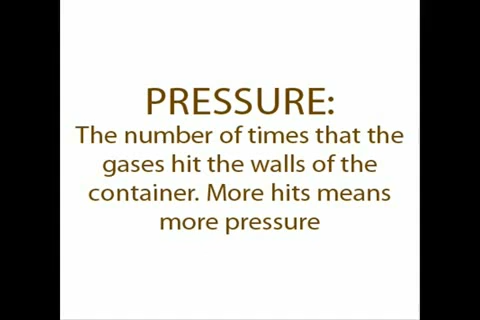 PRESSURE:
The number of times that the
gases hit the walls of the
container. More hits means
more pressure